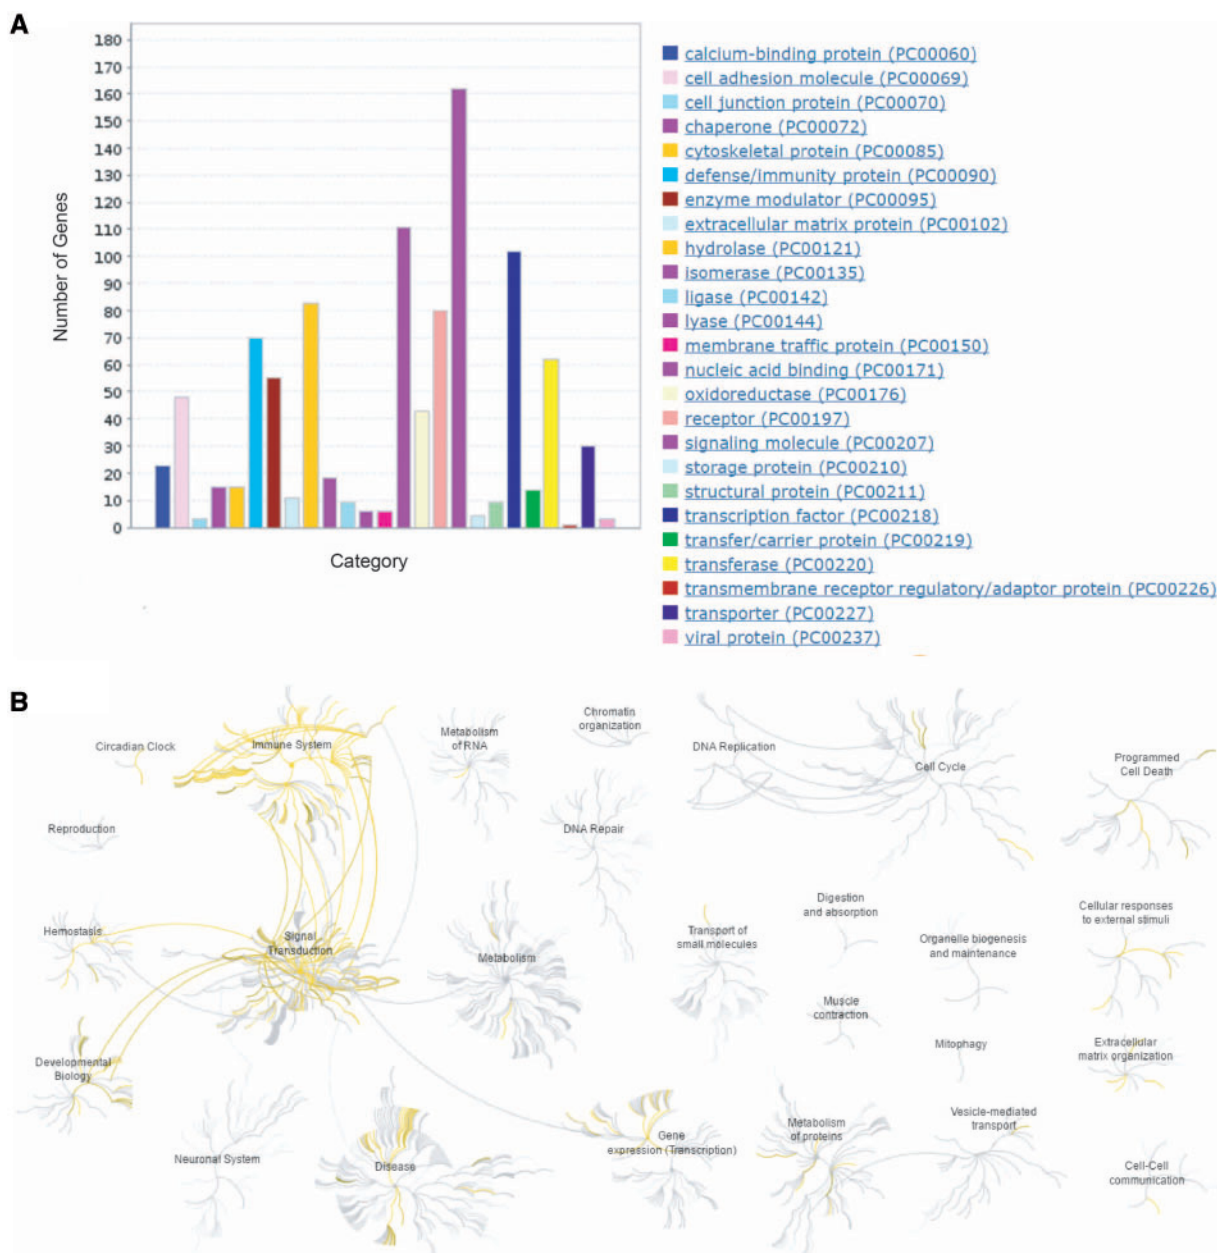 A
180
170
160
150
140
130
120
110
100
90
80
70
60
50
40
30
20
10
0
Number of Genes
Category
calcium-binding protein (PC00060)
cell adhesion molecule (PC00069)
cell junction protein (PC00070)
chaperone (PC00072)
cytoskeletal protein (PC00085)
defense/immunity protein (PC00090)
enzyme modulator (PC00095)
extracellular matrix protein (PC00102)
hydrolase (PC00121)
isomerase (PC00135)
ligase (PC00142)
lyase (PC00144)
membrane traffic protein (PC00150)
nucleic acid binding (PC00171)
oxidoreductase (PC00176)
receptor (PC00197)
signaling molecule (PC00207)
storage protein (PC00210)
structural protein (PC00211)
transcription factor (PC00218)
transfer/carrier protein (PC00219)
transferase (PC00220)
transmembrane receptor regulatory/adaptor protein (PC00226)
transporter (PC00227)
viral protein (PC00237)
B
Circadian Clock
Immune System
Metabolism
of RNA
Chromatin
organization
DNA Replication
Cell Cycle
Programmed
Cell Death
Reproduction
DNA Repair
Hemostasis
Signal
Transduction
Metabolism
Transport of
small molecules
Digestion
and absorption
Organelle biogenesis
and maintenance
Cellular responses
to external stimuli
Muscle
contraction
Mitophagy
Extracellular
matrix organization
Developmental
Biology
Neuronal System
Disease
Gene
expression (Transcription)
Metabolism
of proteins
Vesicle-mediated
transport
Cell-Cell
communication